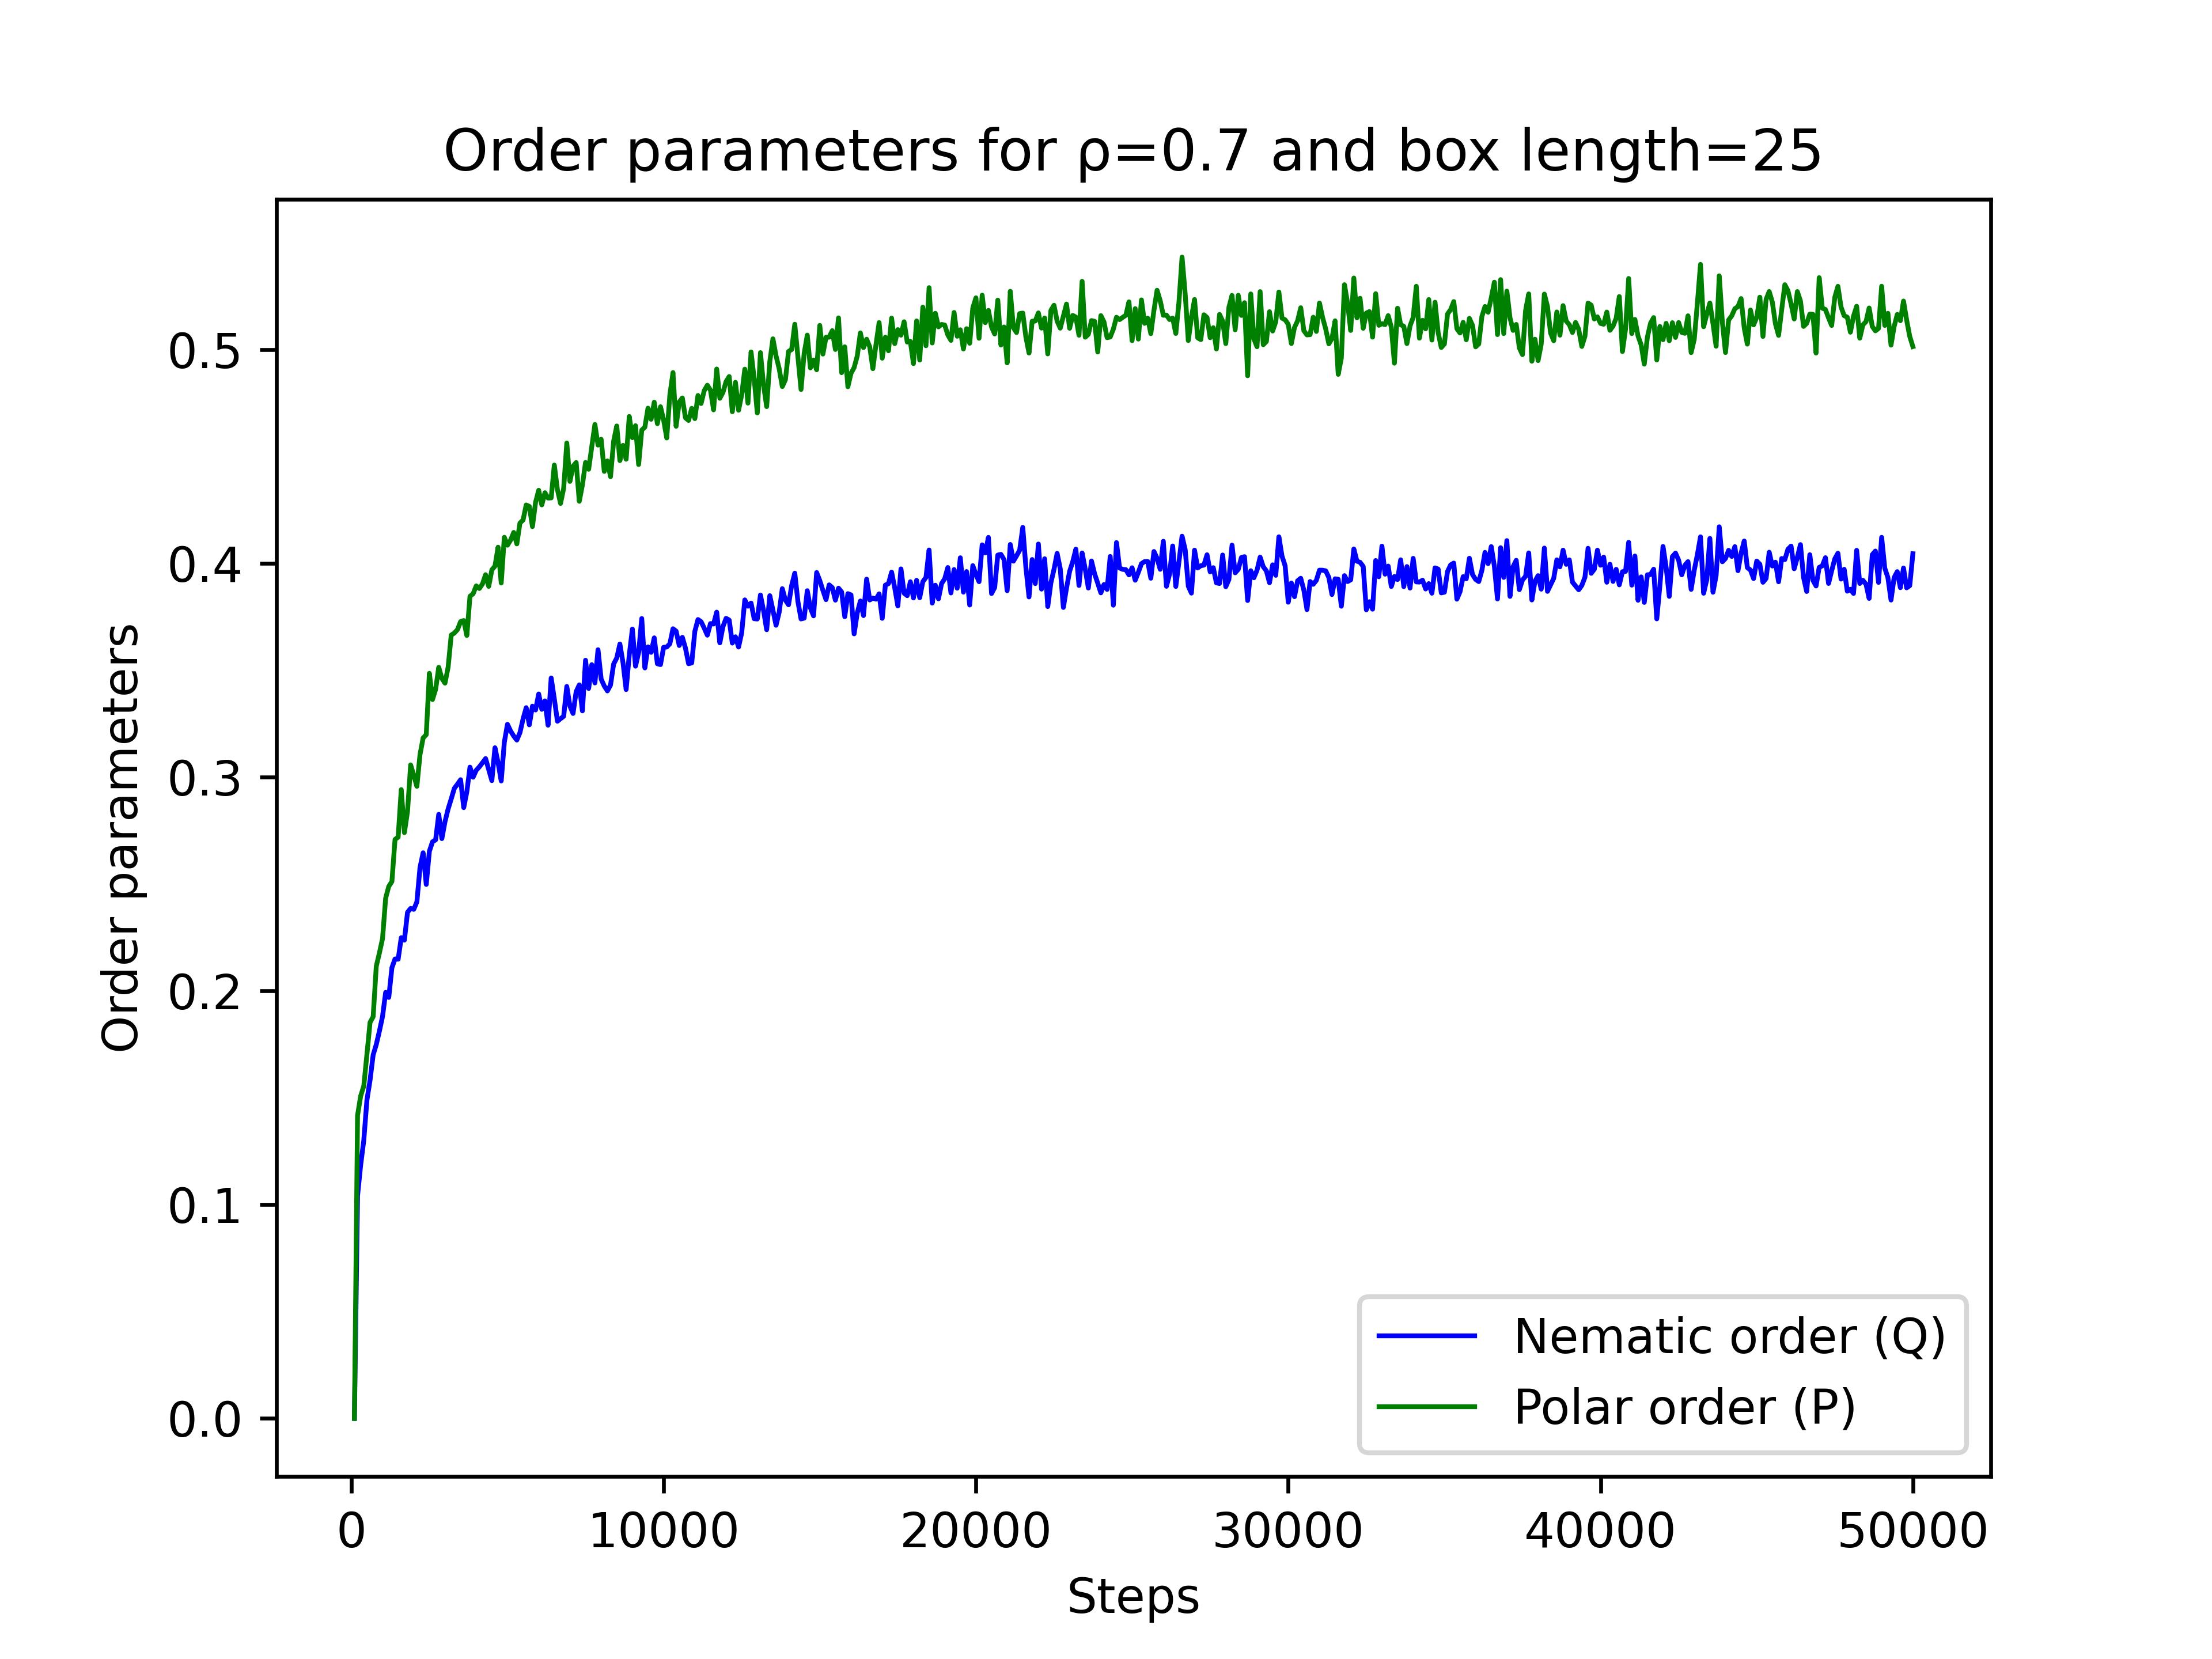 Order parameters for ρ=0.7 and box length=25
Order parameters
0.5
0.4
0.3
0.2
0.1
0.0
Nematic order (Q)
Polar order (P)
0 10000 20000 30000 40000 50000
Steps